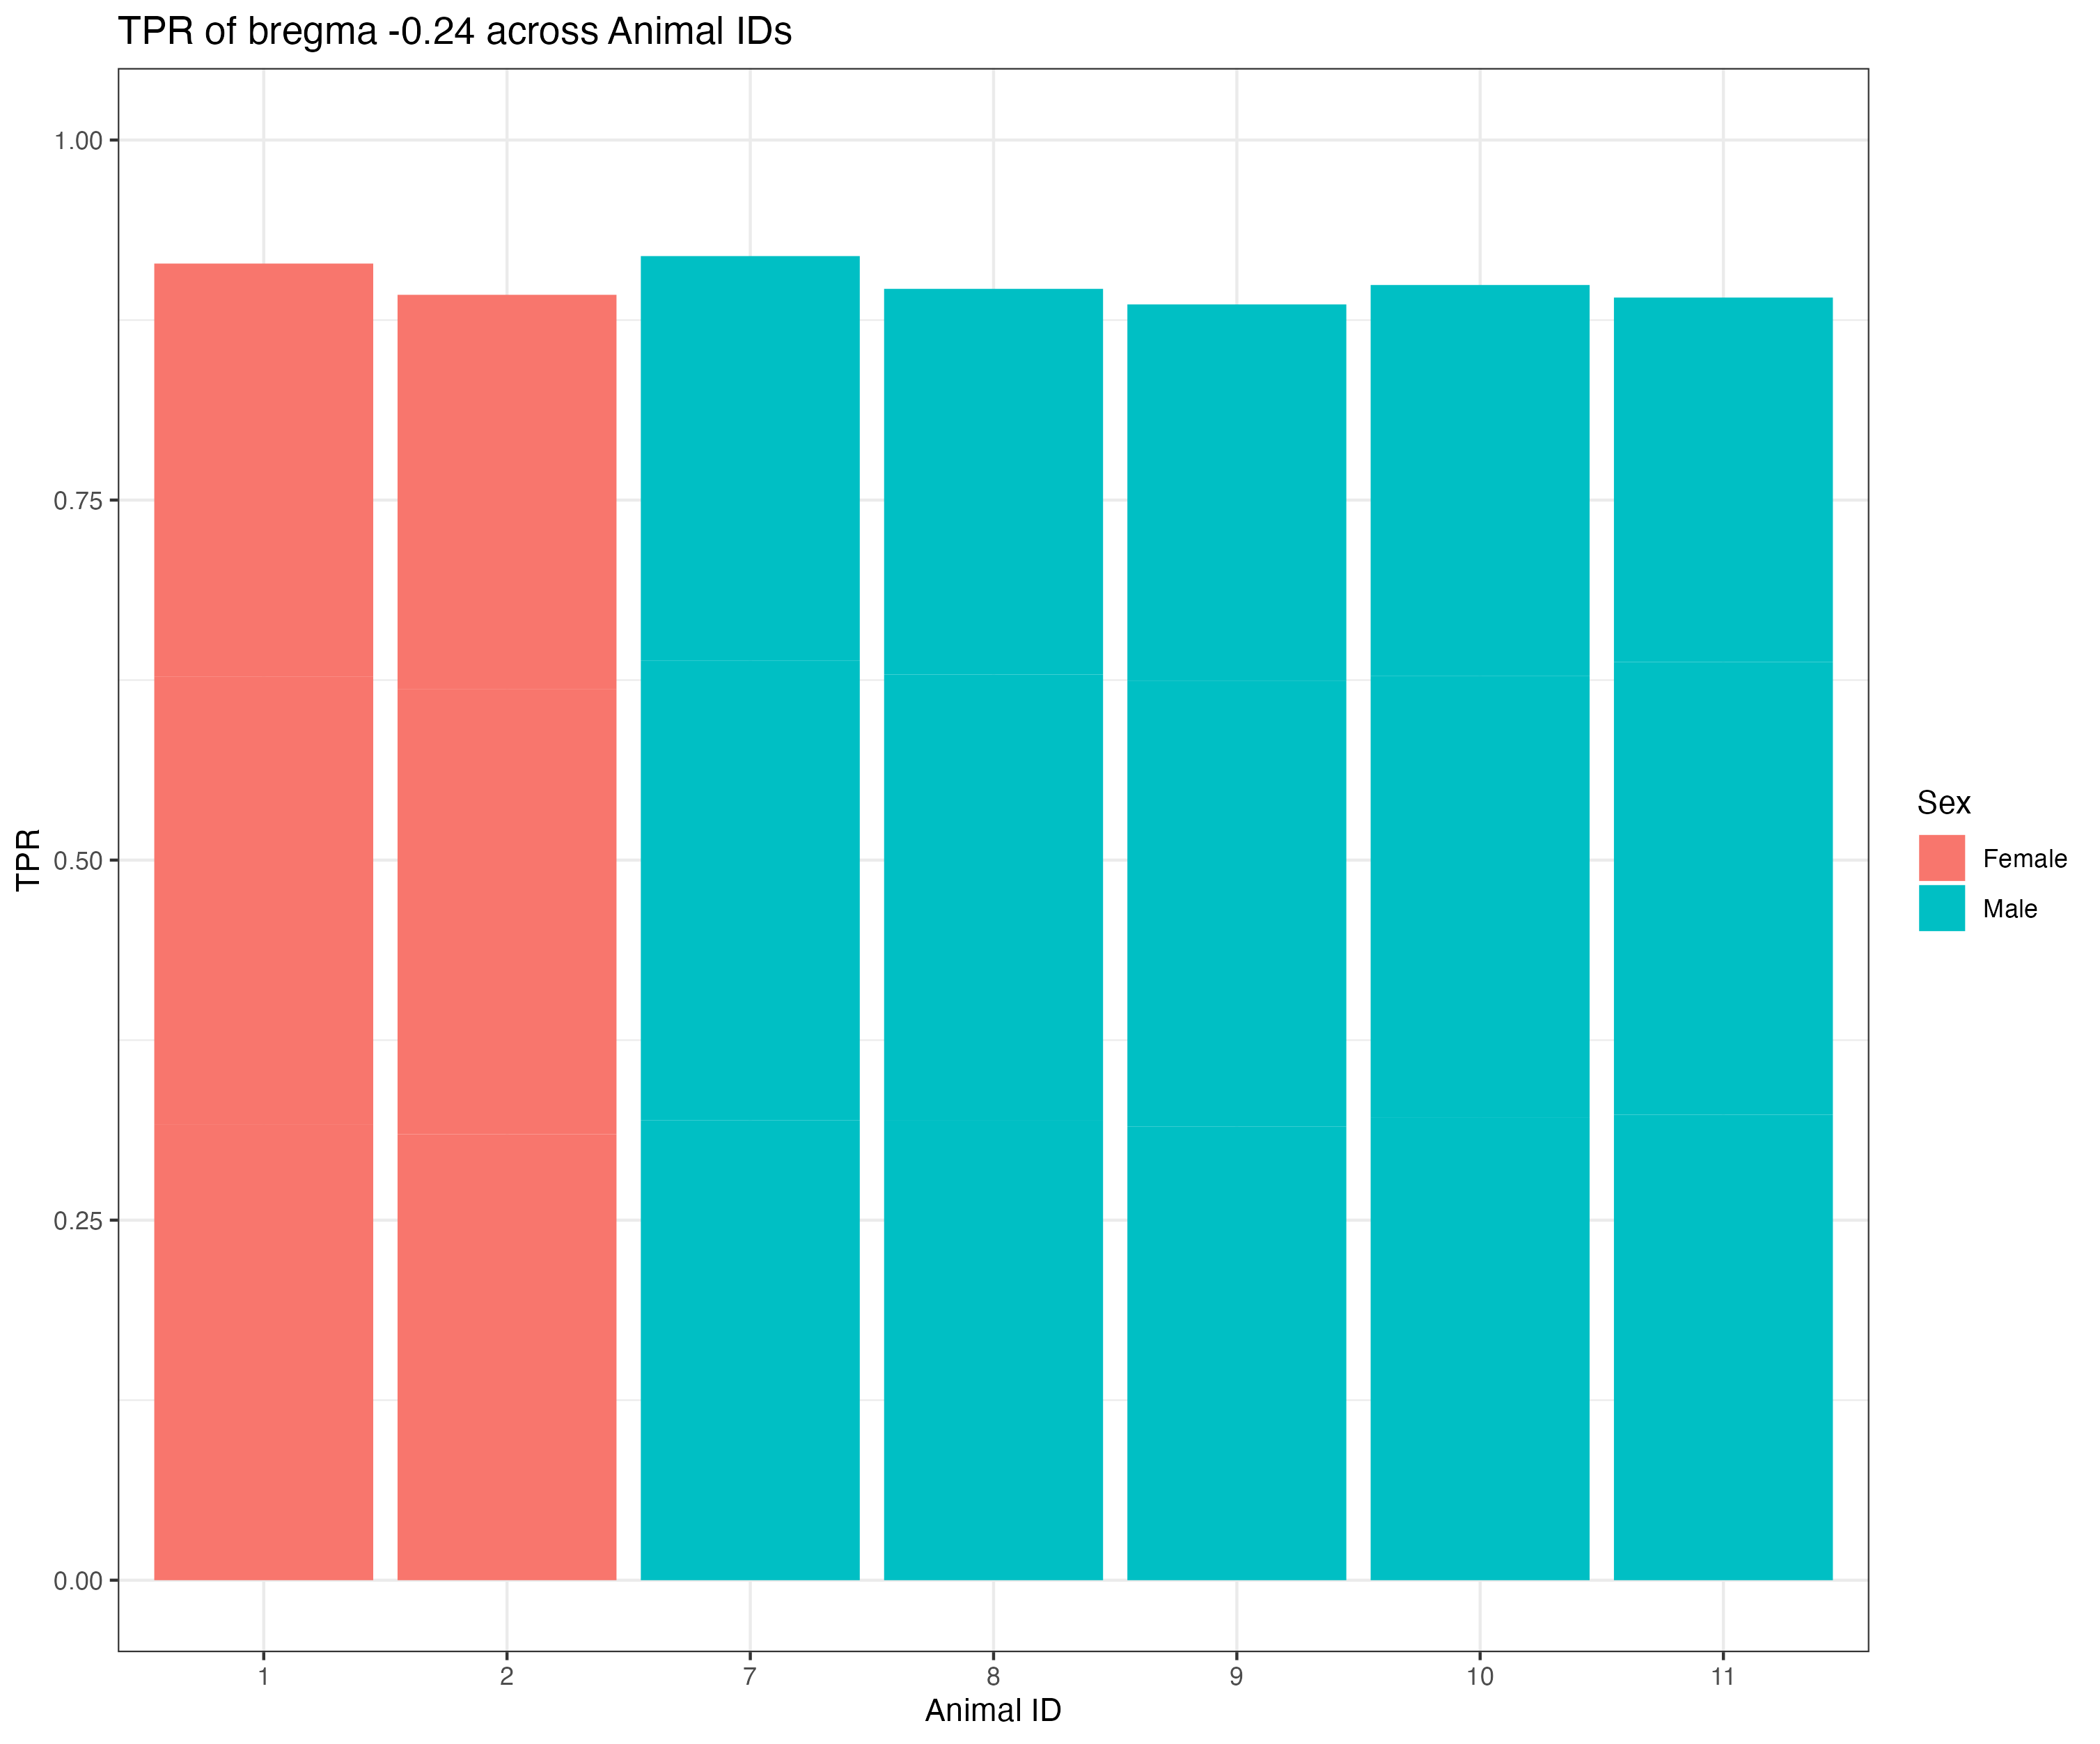 TPR of bregma -0.24 across Animal IDs
1.00
0.75
0.50
0.25
0.00
TPR
1 2 7 8 9 10 11
Animal ID
Sex
Female
Male